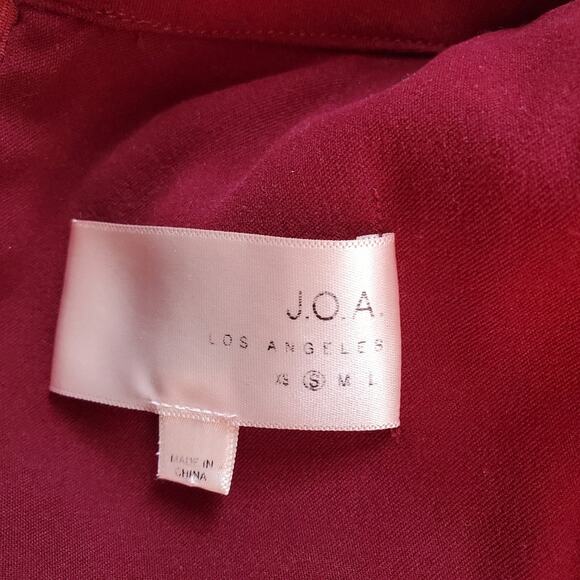 J.O.A.
LOS ANGELES
XS S M L
MADE IN
CHINA